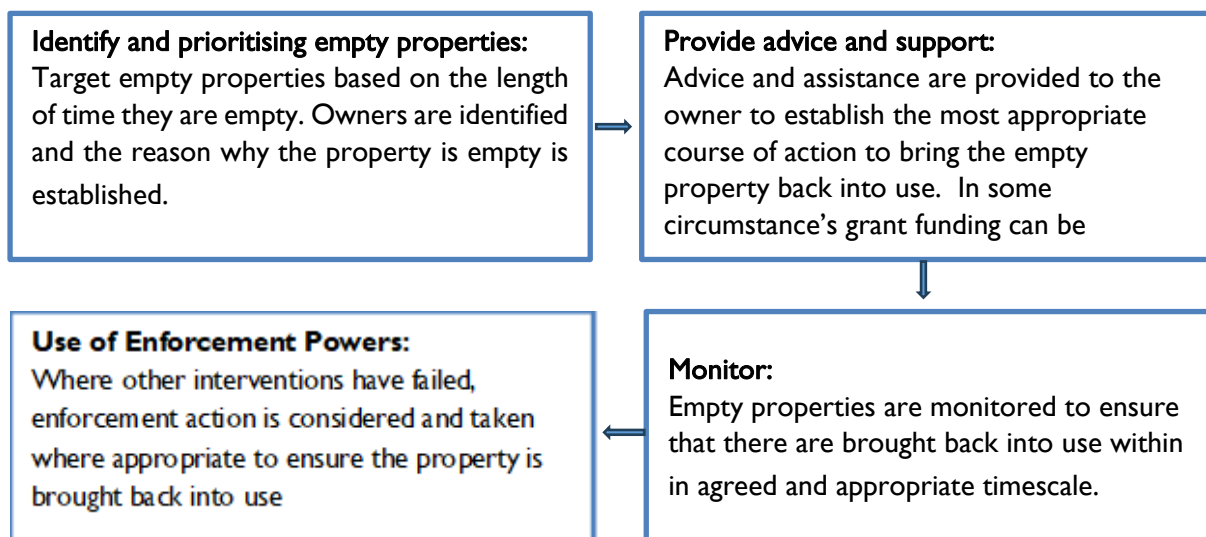 Identify and prioritising empty properties:
Target empty properties based on the length
of time they are empty. Owners are identified
and the reason why the property is empty is
established.
Provide advice and support:
Advice and assistance are provided to the
owner to establish the most appropriate
course of action to bring the empty
property back into use.  In some
circumstance’s grant funding can be
Monitor:
Empty properties are monitored to ensure
that there are brought back into use within
in agreed and appropriate timescale.
Use of Enforcement Powers:
Where other interventions have failed,
enforcement action is considered and taken
where appropriate to ensure the property is
brought back into use